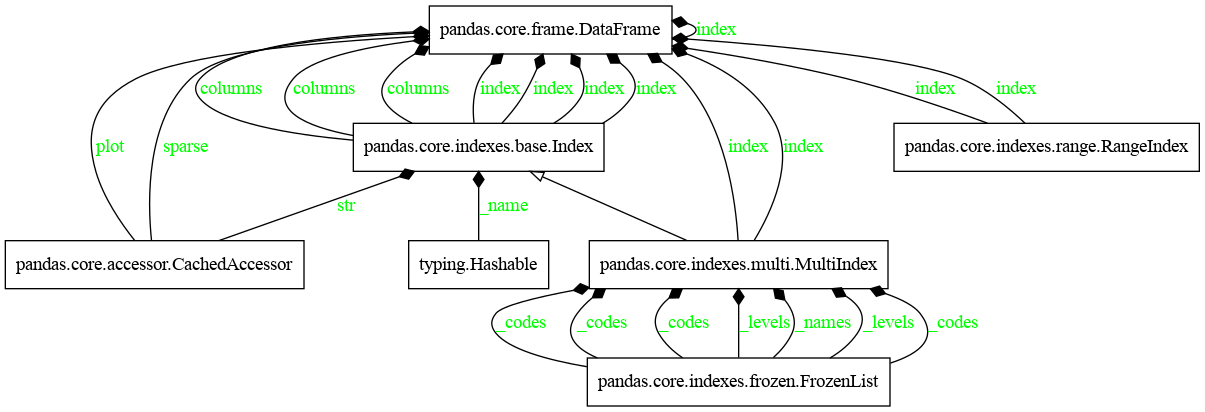 pandas.core.frame.DataFrame
index
columns
columns
columns
index
index
index
index
index
index
pandas.core.indexes.base.Index
pandas.core.indexes.range.RangeIndex
plot
sparse
index
index
str
_name
pandas.core.accessor.CachedAccessor
typing.Hashable
pandas.core.indexes.multi.MultiIndex
_codes
_codes
_codes
_levels
_names
_levels
_codes
pandas.core.indexes.frozen.FrozenList